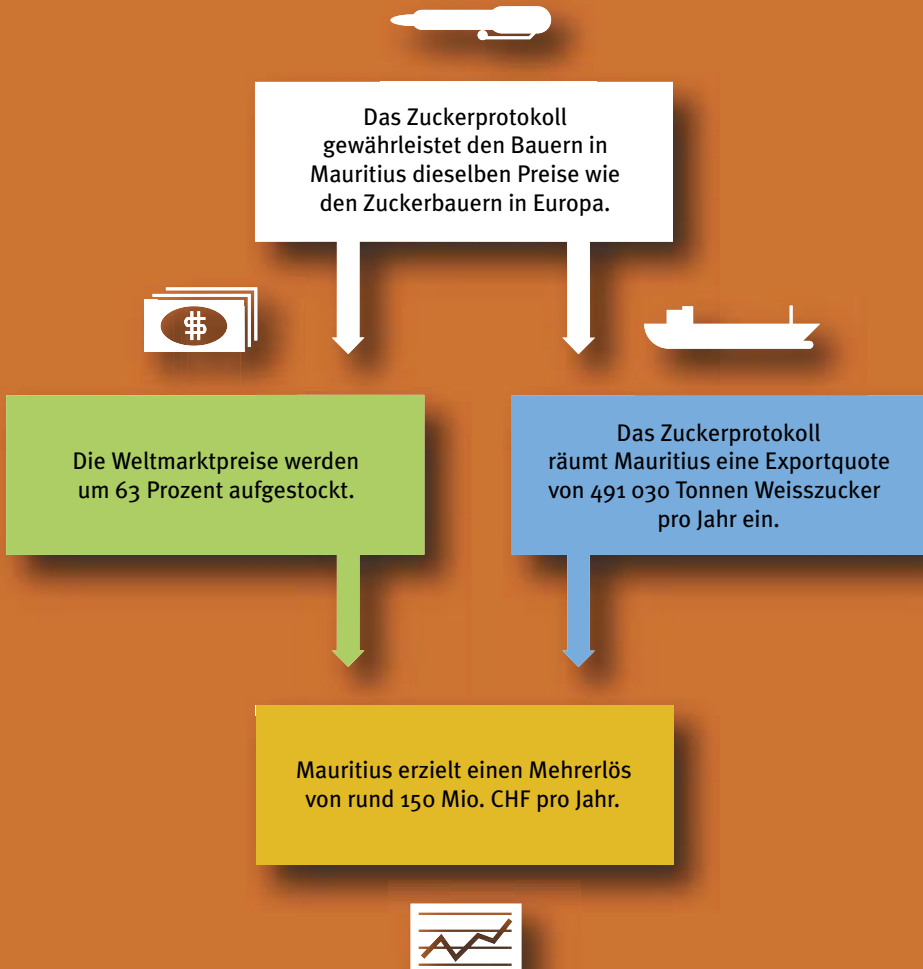 Das Zuckerprotokoll
gewährleistet den Bauern in
Mauritius dieselben Preise wie
den Zuckerbauern in Europa.
$
Die Weltmarktpreise werden
um 63 Prozent aufgestockt.
Das Zuckerprotokoll
räumt Mauritius eine Exportquote
von 491 030 Tonnen Weisszucker
pro Jahr ein.
Mauritius erzielt einen Mehrerlös
von rund 150 Mio. CHF pro Jahr.